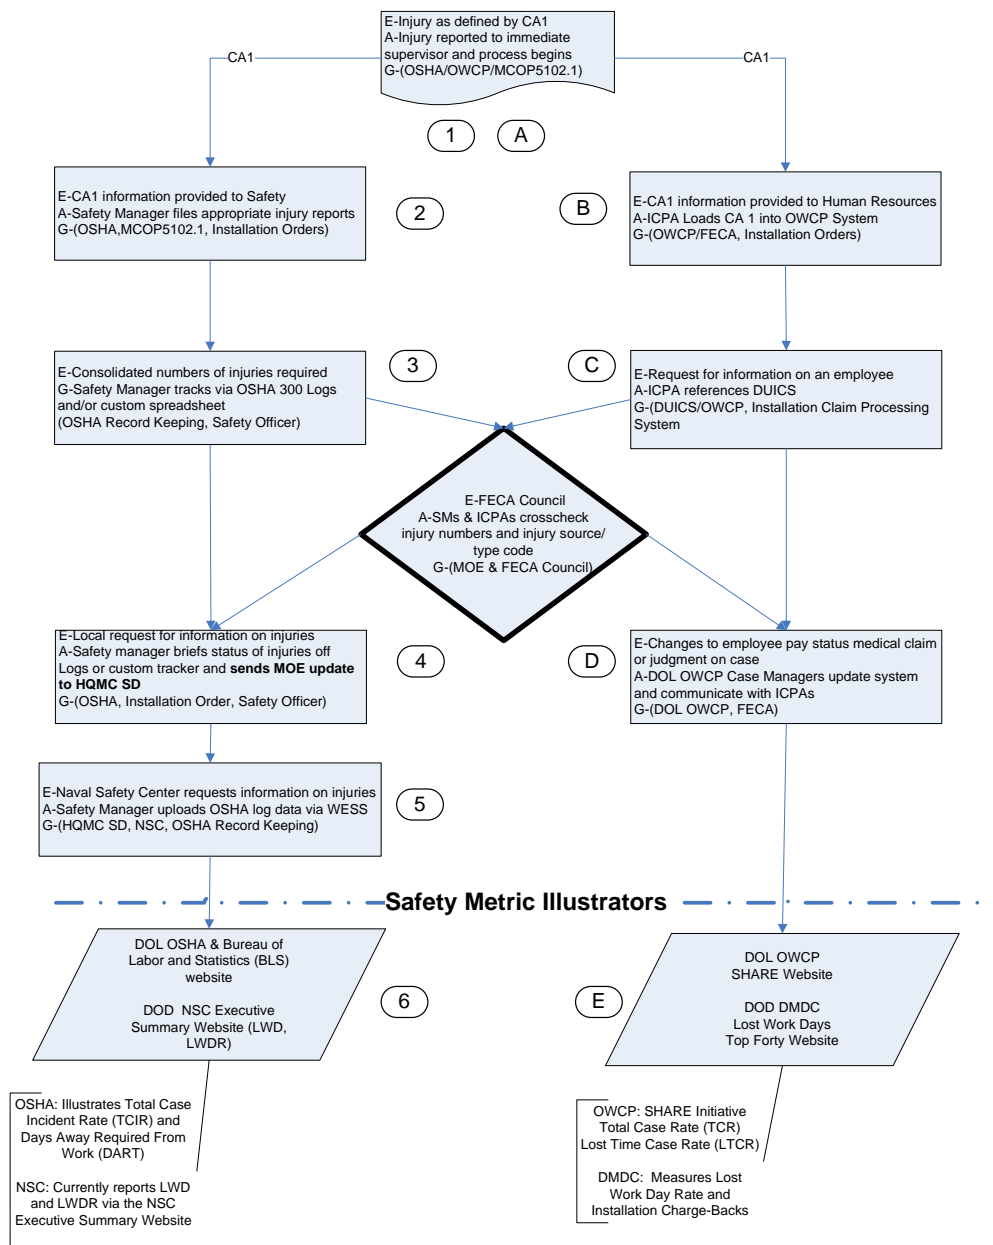 E-Injury as defined by CA1
A-Injury reported to immediate
supervisor and process begins
G-(OSHA/OWCP/MCOP5102.1)
CA1
CA1
1
A
E-CA1 information provided to Safety
A-Safety Manager files appropriate injury reports
G-(OSHA,MCOP5102.1, Installation Orders)
2
B
E-CA1 information provided to Human Resources
A-ICPA Loads CA 1 into OWCP System
G-(OWCP/FECA, Installation Orders)
E-Consolidated numbers of injuries required
G-Safety Manager tracks via OSHA 300 Logs
and/or custom spreadsheet
(OSHA Record Keeping, Safety Officer)
3
C
E-Request for information on an employee
A-ICPA references DUICS
G-(DUICS/OWCP, Installation Claim Processing
System
E-FECA Council
A-SMs & ICPAs crosscheck
injury numbers and injury source/
type code
G-(MOE & FECA Council)
E-Local request for information on injuries
A-Safety manager briefs status of injuries off
Logs or custom tracker and sends MOE update
to HQMC SD
G-(OSHA, Installation Order, Safety Officer)
4
D
E-Changes to employee pay status medical claim
or judgment on case
A-DOL OWCP Case Managers update system
and communicate with ICPAs
G-(DOL OWCP, FECA)
E-Naval Safety Center requests information on injuries
A-Safety Manager uploads OSHA log data via WESS
G-(HQMC SD, NSC, OSHA Record Keeping)
5
Safety Metric Illustrators
DOL OSHA & Bureau of
Labor and Statistics (BLS)
website
DOD  NSC Executive
Summary Website (LWD,
LWDR)
6
E
DOL OWCP
SHARE Website
DOD DMDC
Lost Work Days
Top Forty Website
OSHA: Illustrates Total Case
Incident Rate (TCIR) and
Days Away Required From
Work (DART)
NSC: Currently reports LWD
and LWDR via the NSC
Executive Summary Website
OWCP: SHARE Initiative
Total Case Rate (TCR)
Lost Time Case Rate (LTCR)
DMDC:  Measures Lost
Work Day Rate and
Installation Charge-Backs